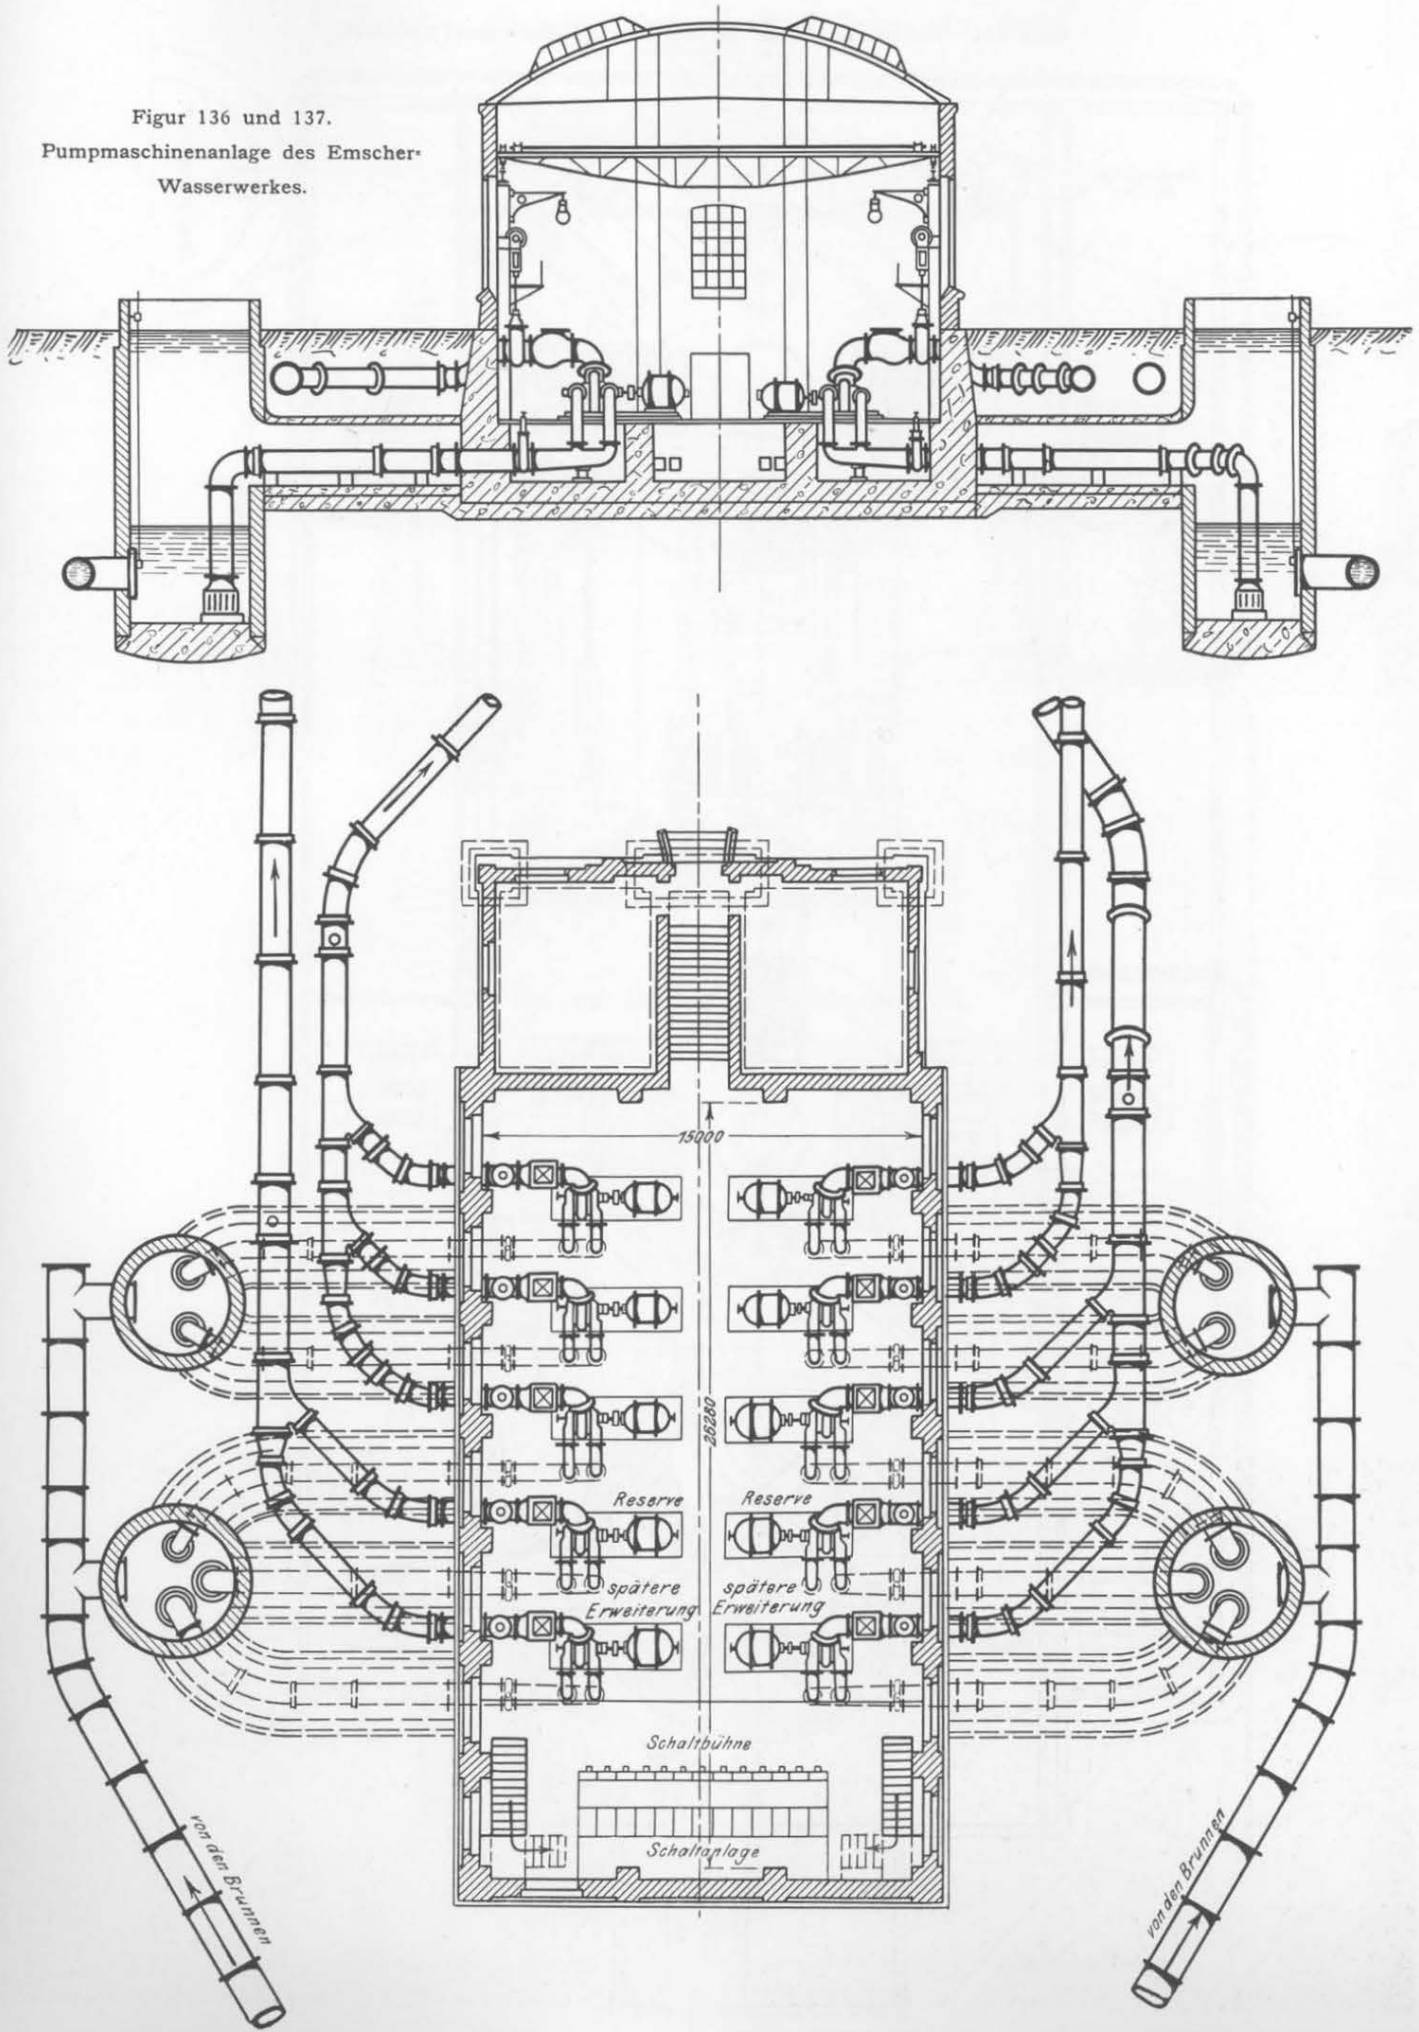 Figur 136 und 137.
Pumpmaschinenanlage des Emscher-
Wasserwerkes.
15000
26280
Reserve
Reserve
spätere
Erweiterung
spätere
Erweiterung
Schaltbühne
Schaltanlage
von den Brunnen
von den Brunnen